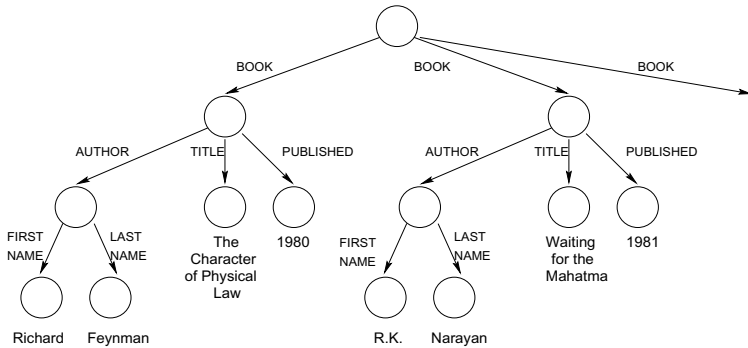 BOOK
BOOK
BOOK
AUTHOR
TITLE
PUBLISHED
AUTHOR
TITLE
PUBLISHED
FIRST
NAME
LAST
NAME
The
Character
of Physical
Law
1980
FIRST
NAME
LAST
NAME
Waiting
for the
Mahatma
1981
Richard
Feynman
R.K.
Narayan